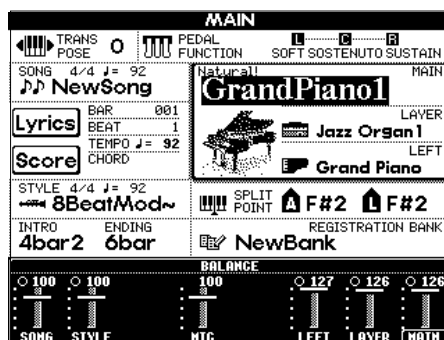 MAIN
TRANSPOSE 0
PEDAL FUNCTION
L C R
SOFT SOSTENUTO SUSTAIN
SONG 4/4 ♩= 92
NewSong
Natural! MAIN
GrandPiano1
Lyrics
BAR 001
BEAT 1
TEMPO ♩= 92
Score
CHORD
LAYER
Jazz Organ1
LEFT
Grand Piano
STYLE 4/4 ♩= 92
8BeatMod~
SPLIT POINT A F#2 L F#2
INTRO ENDING
4bar2 6bar
REGISTRATION BANK
NewBank
BALANCE
100 100 100 127 126 126
SONG STYLE MIC LEFT LAYER MAIN